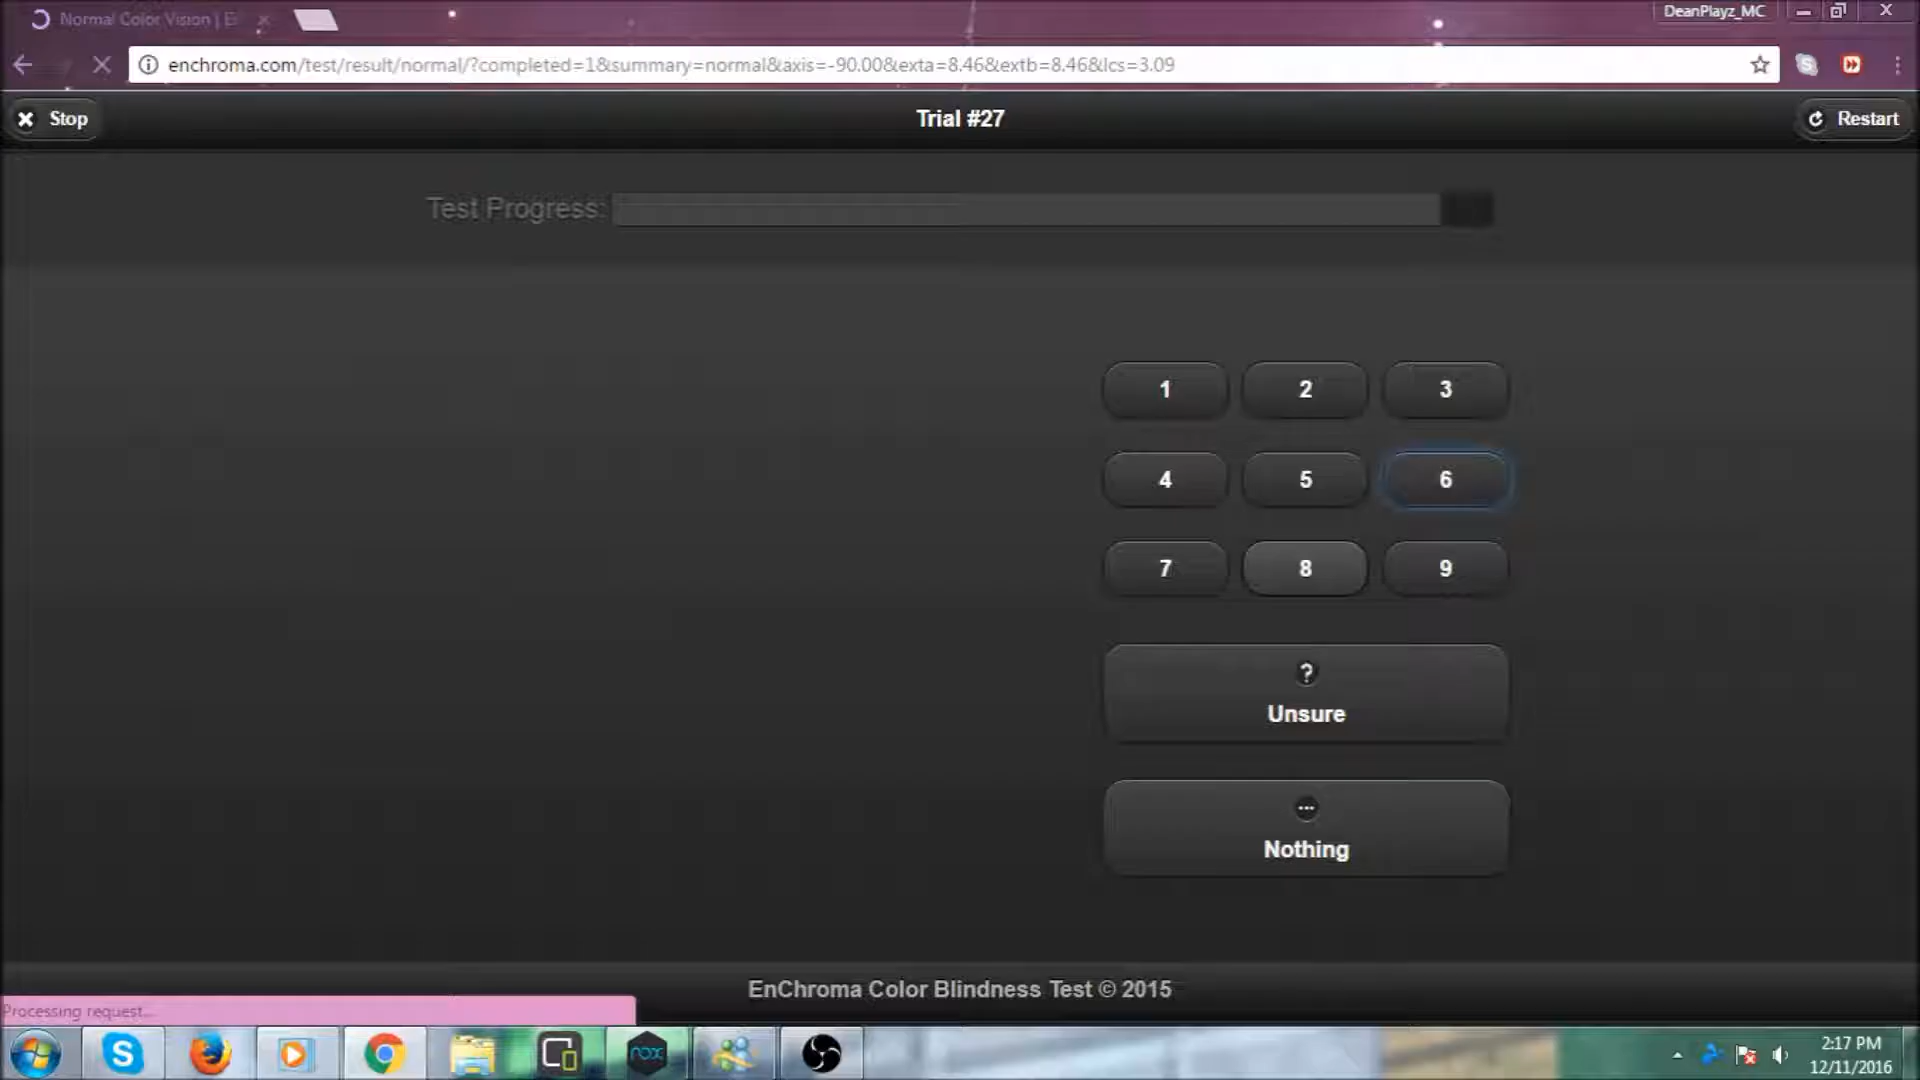 Normal Color Vision | E
DeanPlayz_MC
enchroma.com/test/result/normal/?completed=1&summary=normal&axis=-90.00&exta=8.46&extb=8.46&lcs=3.09
Stop
Trial #27
Restart
Test Progress:
1 2 3
4 5 6
7 8 9
?
Unsure
...
Nothing
EnChroma Color Blindness Test © 2015
Processing request...
nox
2:17 PM
12/11/2016